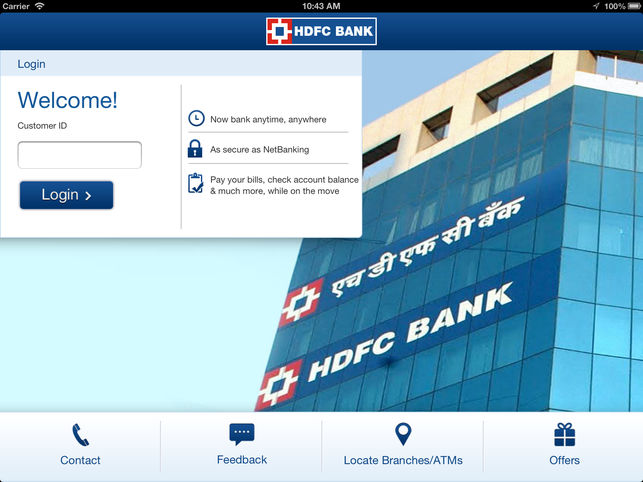 Carrier
10:43 AM
100%
HDFC BANK
Login
Welcome!
Customer ID
Login
Now bank anytime, anywhere
As secure as NetBanking
Pay your bills, check account balance
& much more, while on the move
एच डी एफ सी बैंक
HDFC BANK
Contact
Feedback
Locate Branches/ATMs
Offers